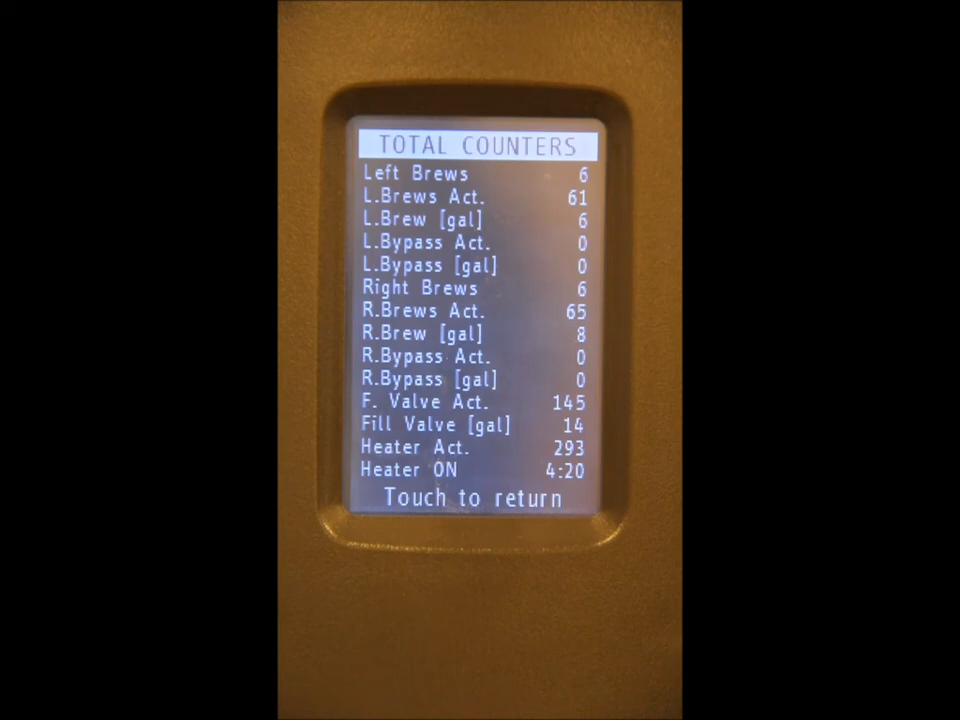 TOTAL COUNTERS
Left Brews 6
L.Brews Act. 61
L.Brew [gal] 6
L.Bypass Act. 0
L.Bypass [gal] 0
Right Brews 6
R.Brews Act. 65
R.Brew [gal] 8
R.Bypass Act. 0
R.Bypass [gal] 0
F. Valve Act. 145
Fill Valve [gal] 14
Heater Act. 293
Heater ON 4:20
Touch to return